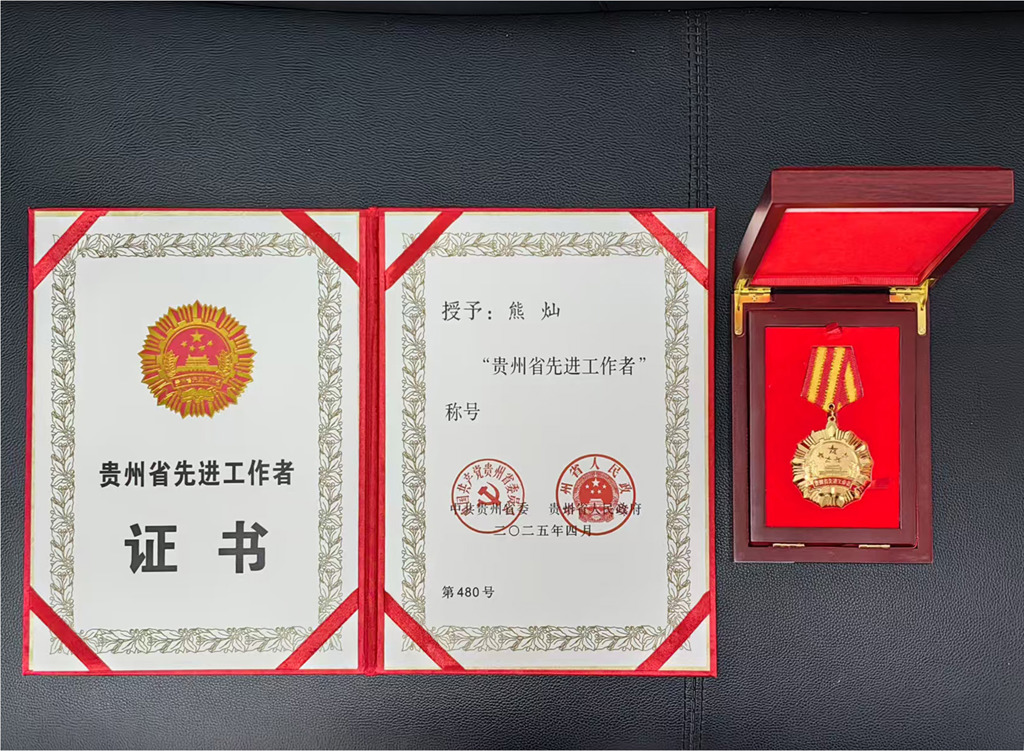 贵州省先进工作者
证书
授予：熊灿
“贵州省先进工作者”
称号
中共贵州省委 贵州省人民政府
二〇二五年四月
第480号